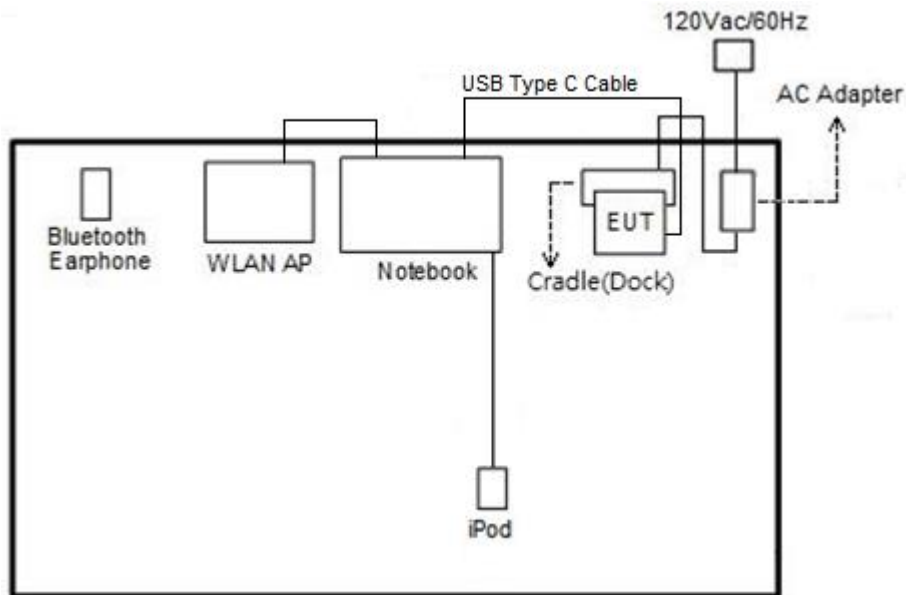 120Vac/60Hz
USB Type C Cable
AC Adapter
EUT
Bluetooth
Earphone
WLAN AP
Notebook
Cradle(Dock)
iPod